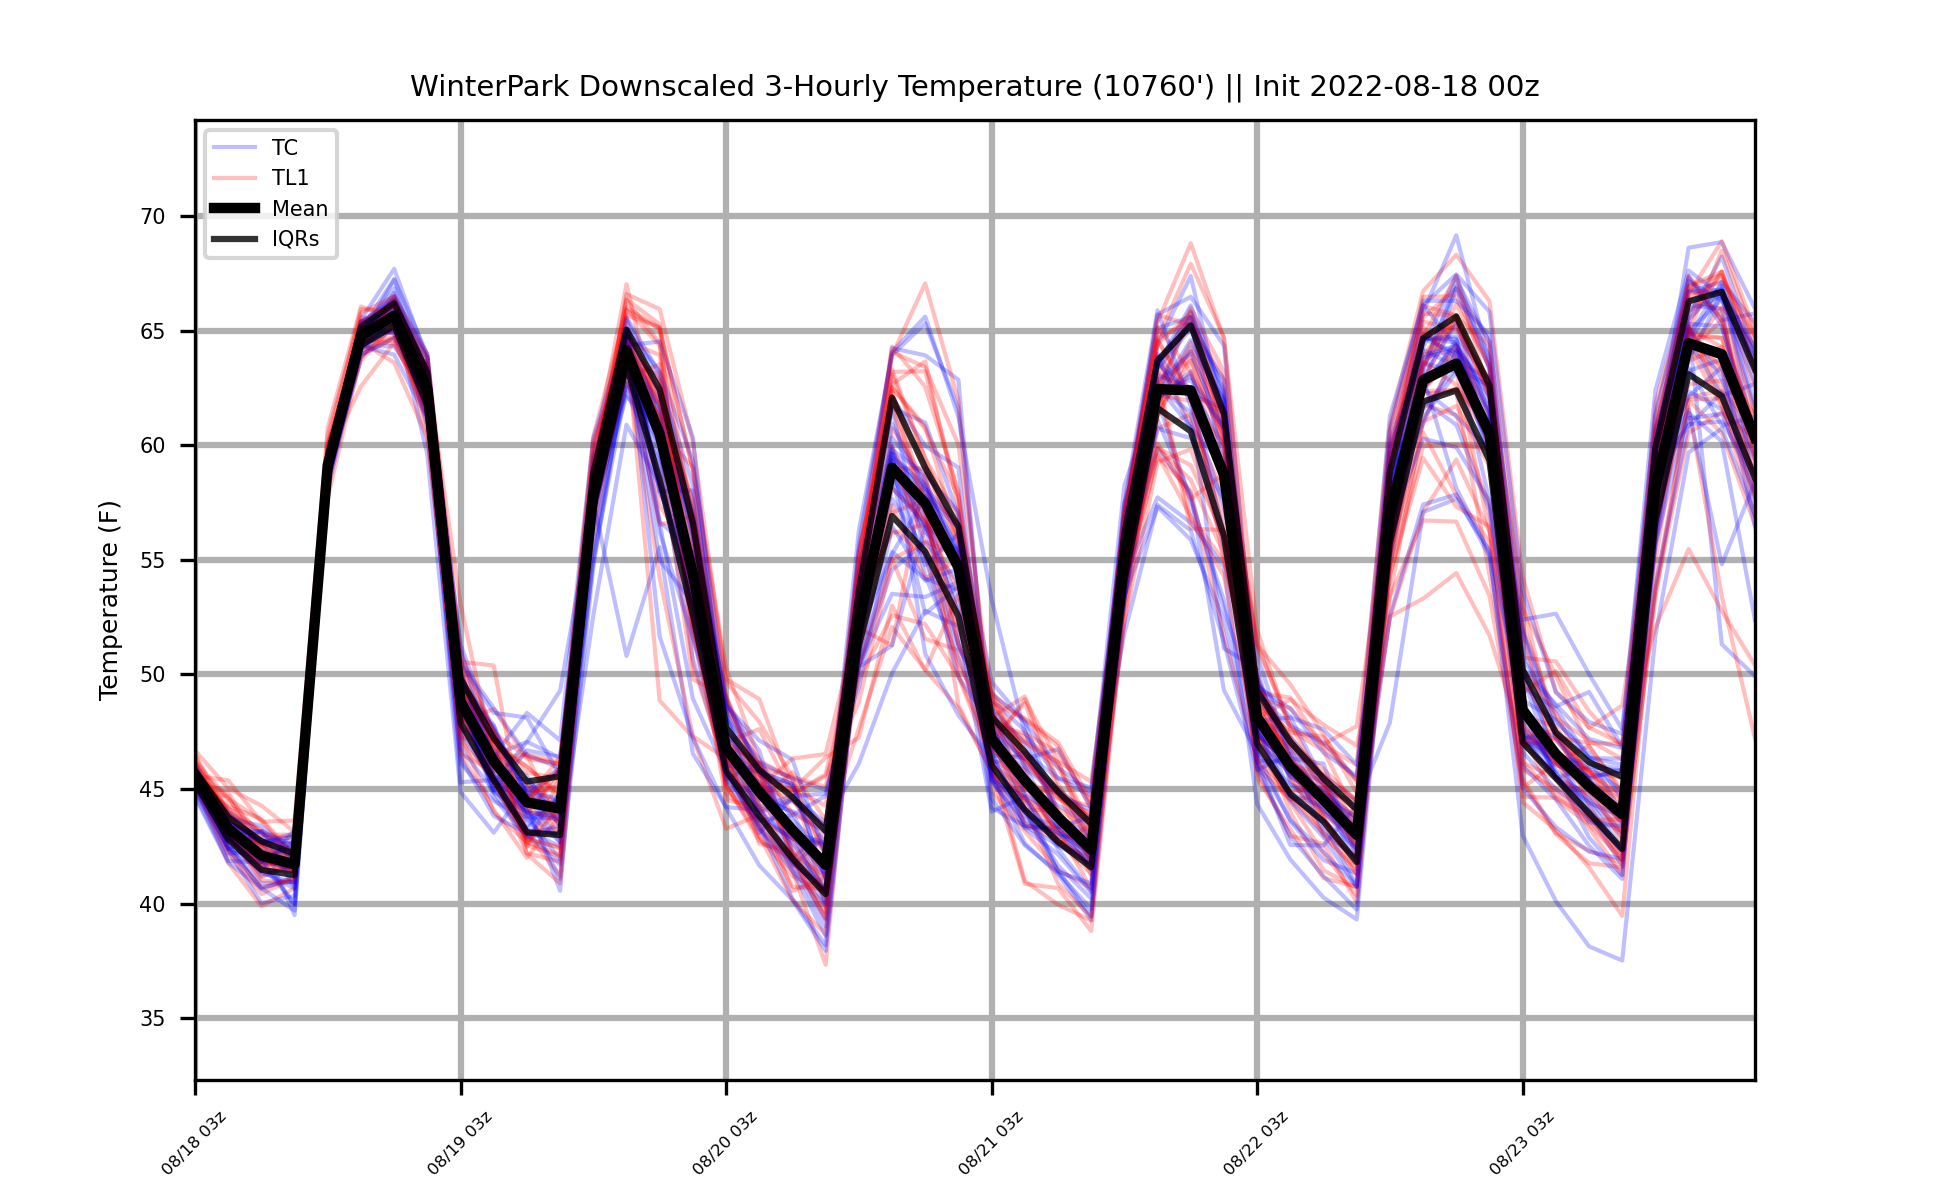 WinterPark Downscaled 3-Hourly Temperature (10760') || Init 2022-08-18 00z
TC
TL1
Mean
IQRs
Temperature (F)
70
65
60
55
50
45
40
35
08/18 03z
08/19 03z
08/20 03z
08/21 03z
08/22 03z
08/23 03z